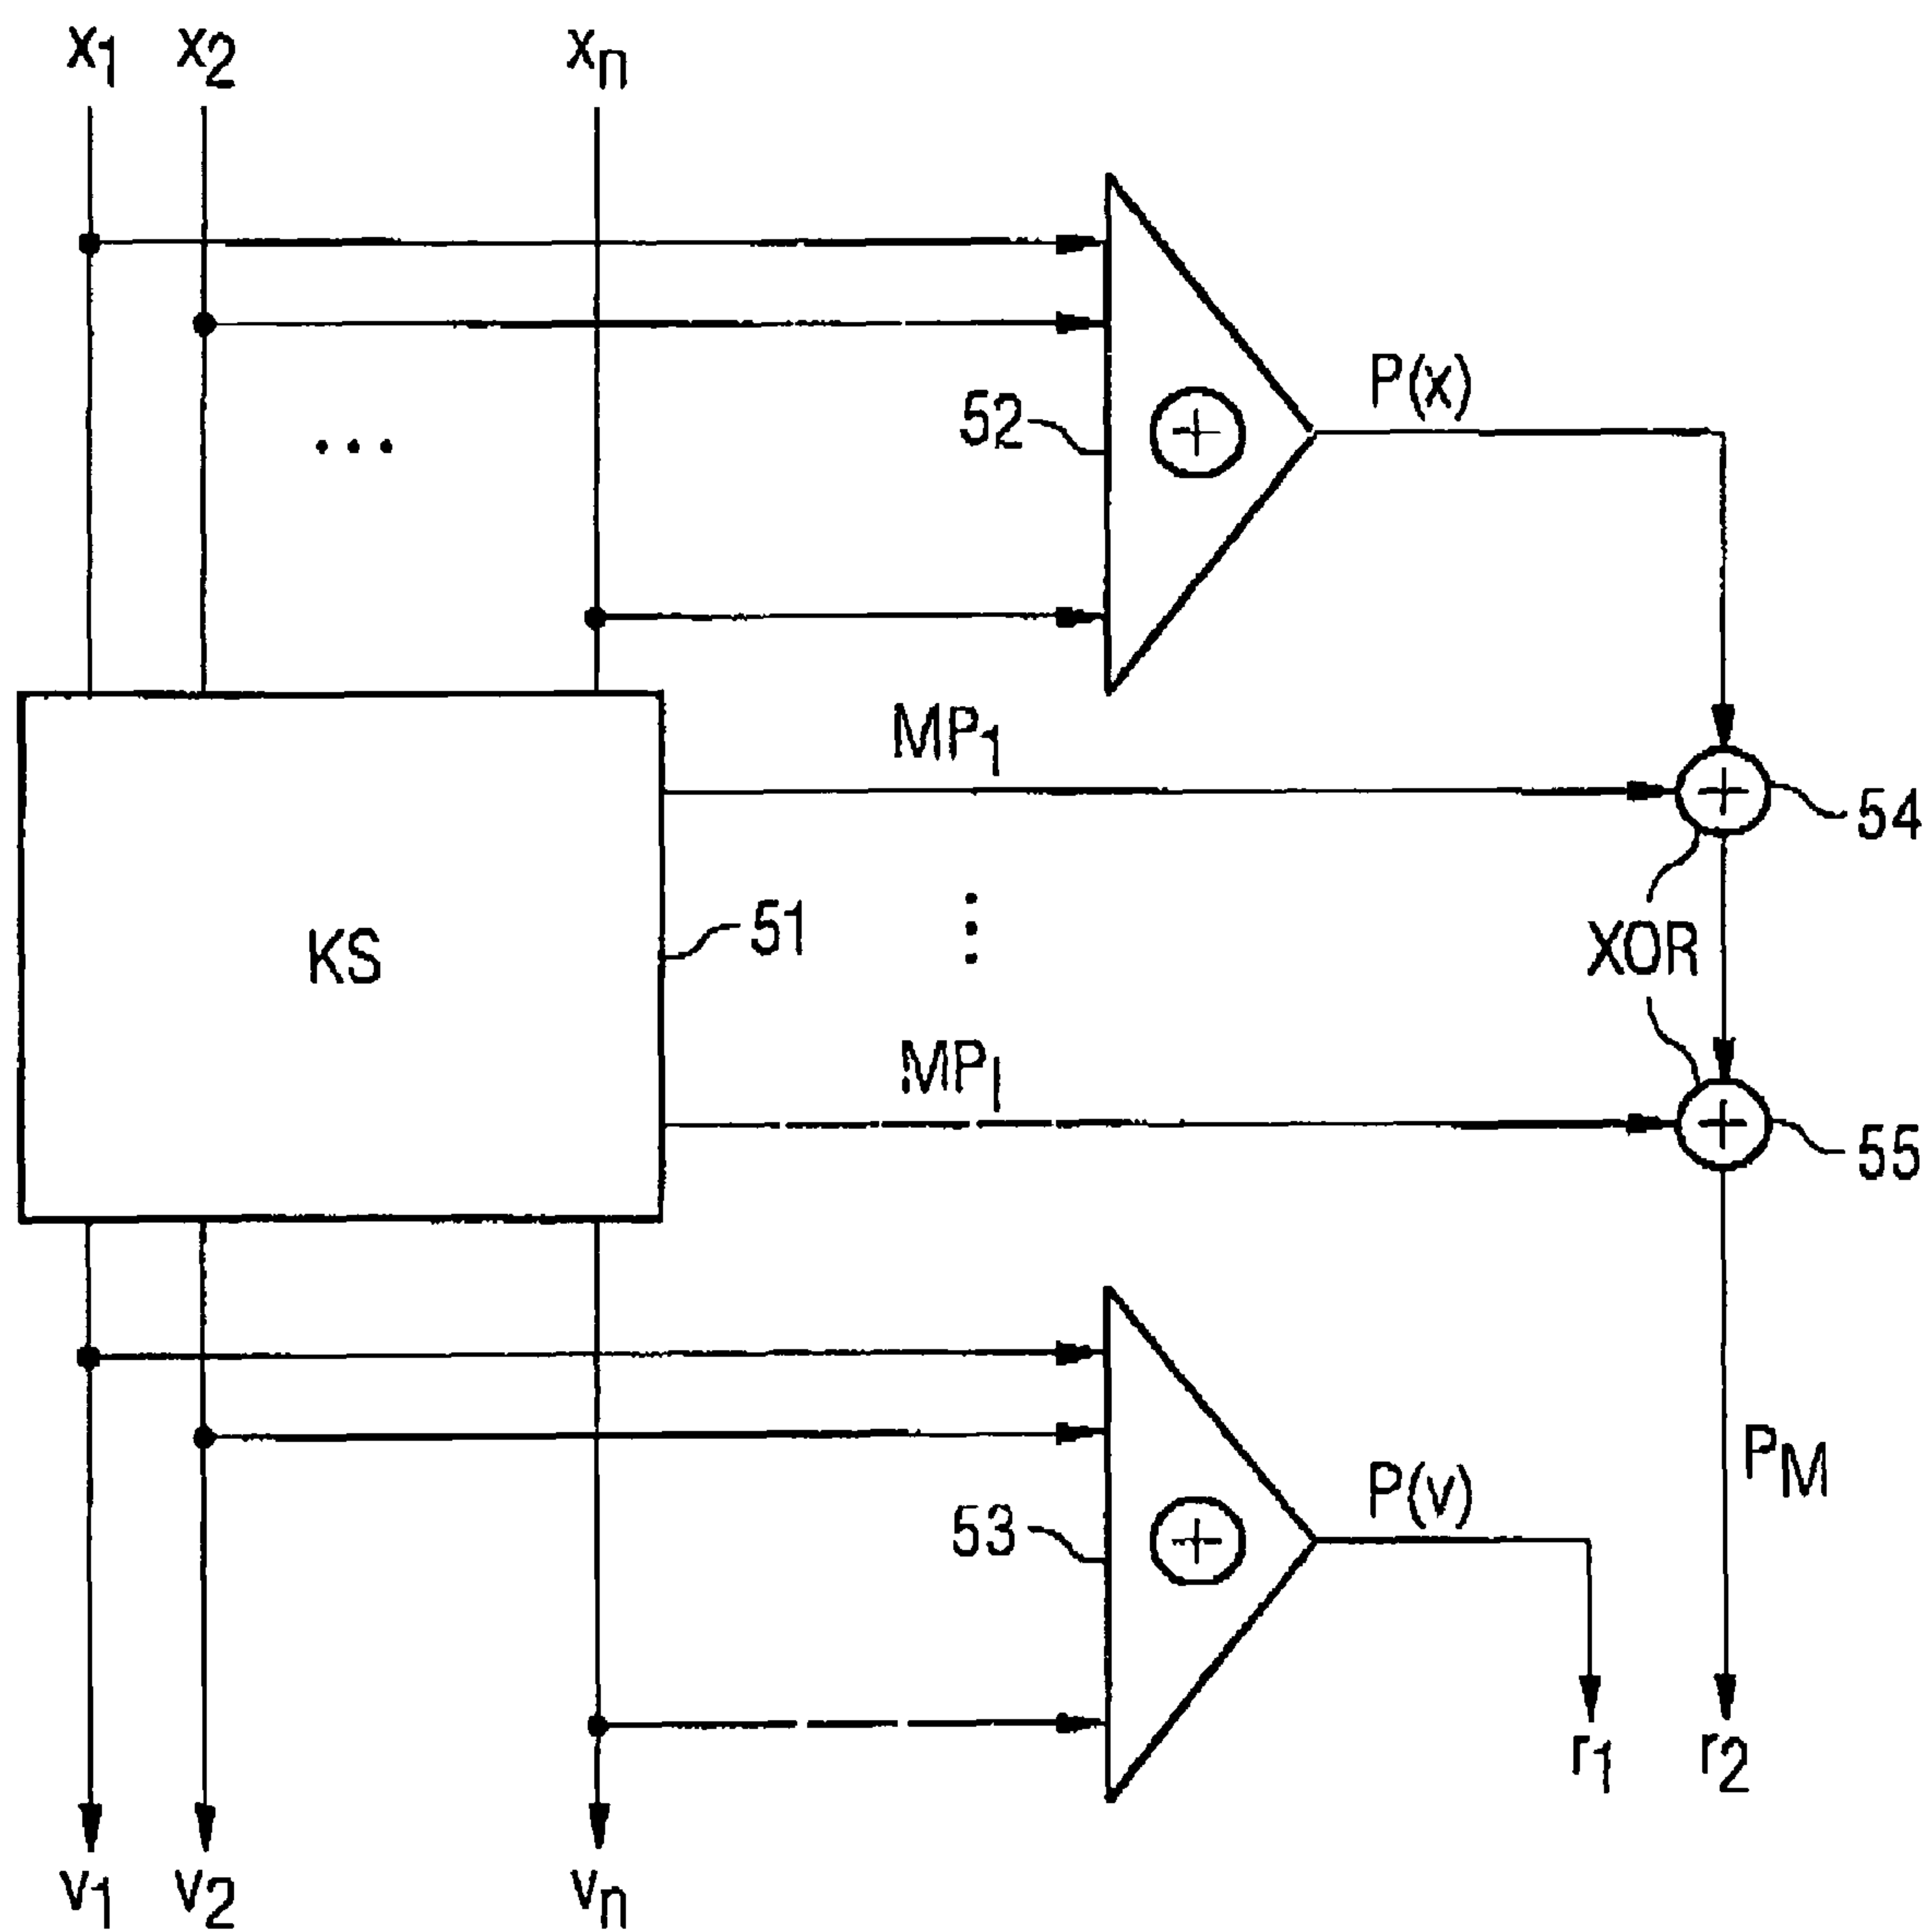 x1 x2 xn
...
52
P(x)
MP1
54
KS
51
XOR
MPl
55
53
P(v)
PM
r1 r2
v1 v2 vn